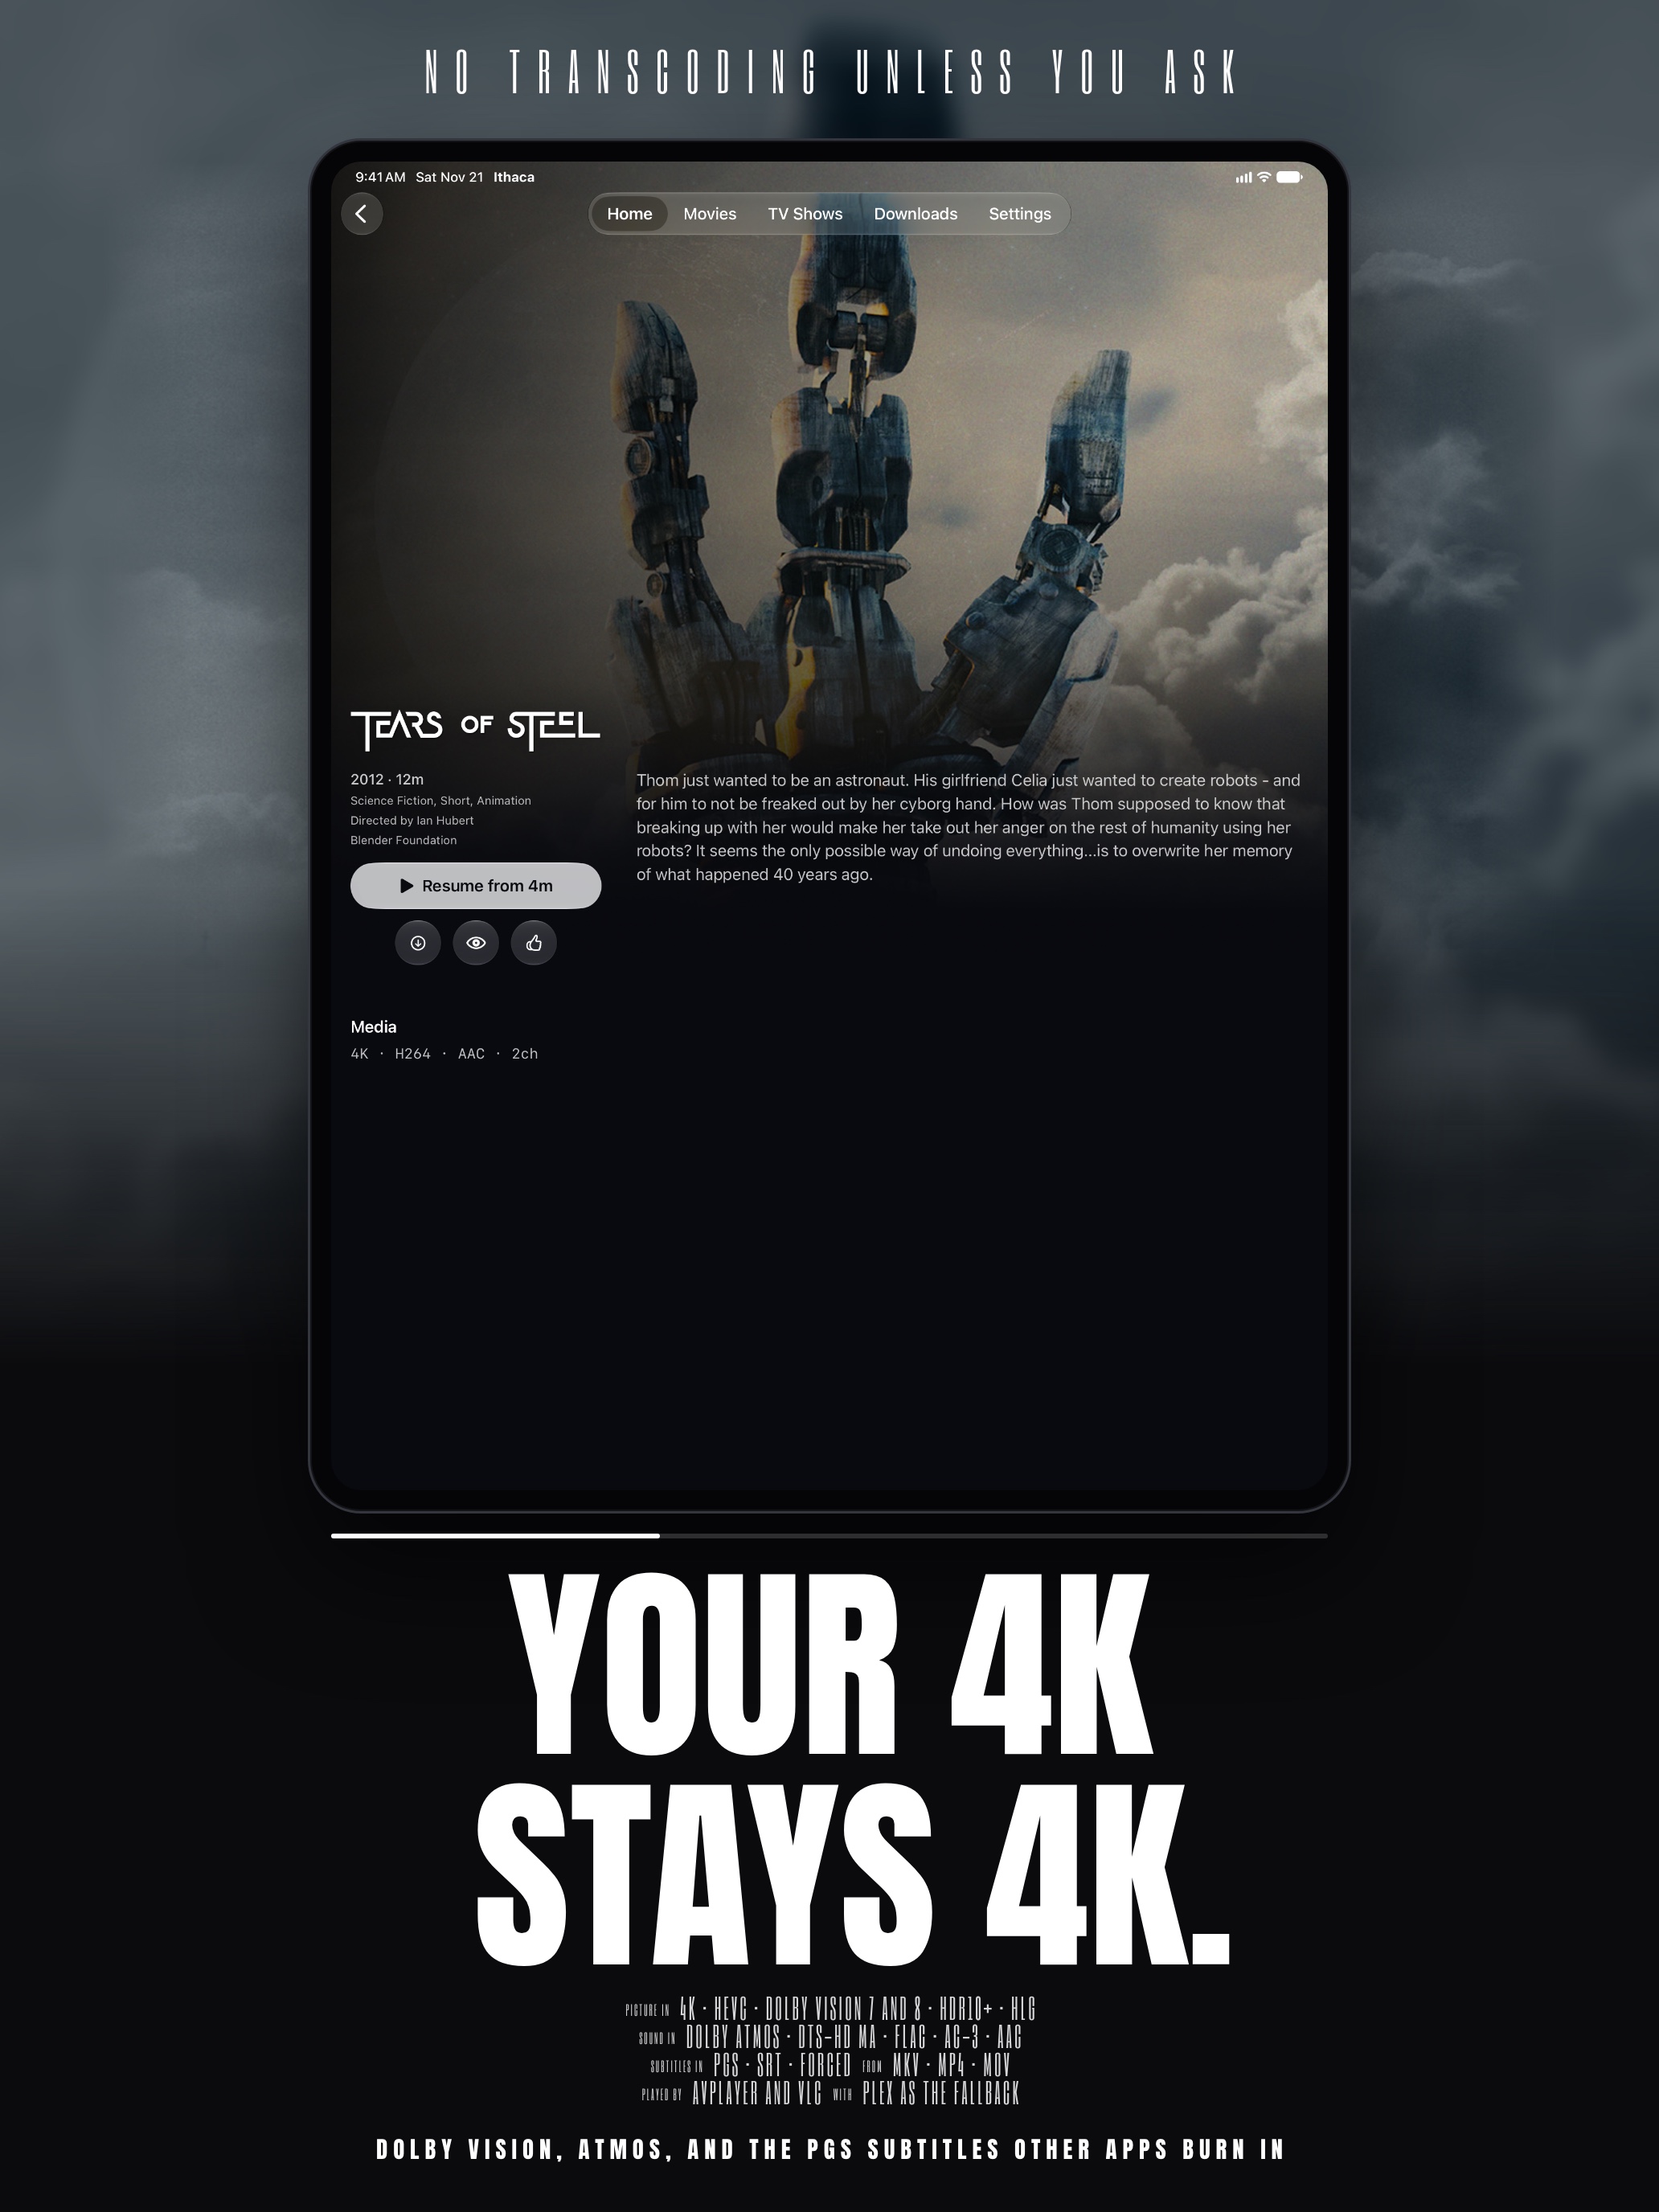 NO TRANSCODING UNLESS YOU ASK
9:41 AM Sat Nov 21 Ithaca
Home Movies TV Shows Downloads Settings
TEARS OF STEEL
2012 · 12m
Science Fiction, Short, Animation
Directed by Ian Hubert
Blender Foundation
Resume from 4m
Thom just wanted to be an astronaut. His girlfriend Celia just wanted to create robots - and
for him to not be freaked out by her cyborg hand. How was Thom supposed to know that
breaking up with her would make her take out her anger on the rest of humanity using her
robots? It seems the only possible way of undoing everything...is to overwrite her memory
of what happened 40 years ago.
Media
4K · H264 · AAC · 2ch
YOUR 4K
STAYS 4K.
PICTURE IN 4K · HEVC · DOLBY VISION 7 AND 8 · HDR10+ · HLG
SOUND IN DOLBY ATMOS · DTS-HD MA · FLAC · AC-3 · AAC
SUBTITLES IN PGS · SRT · FORCED FROM MKV · MP4 · MOV
PLAYED BY AVPLAYER AND VLC WITH PLEX AS THE FALLBACK
DOLBY VISION, ATMOS, AND THE PGS SUBTITLES OTHER APPS BURN IN